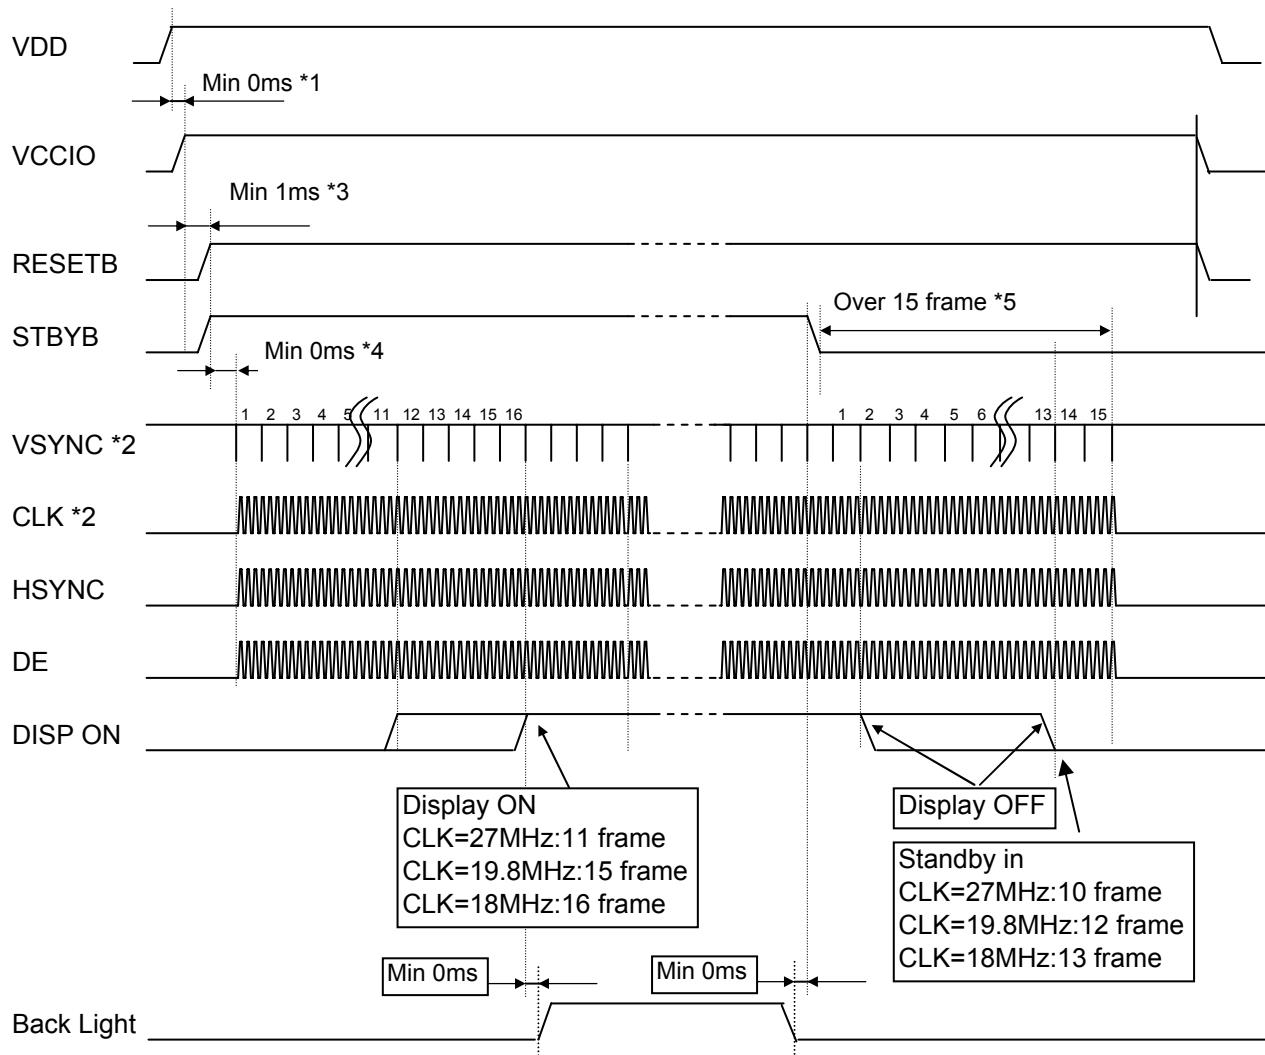 VDD
Min 0ms *1
VCCIO
Min 1ms *3
RESETB
Over 15 frame *5
STBYB
Min 0ms *4
1 2 3 4 5 11 12 13 14 15 16 1 2 3 4 5 6 13 14 15
VSYNC *2
CLK *2
HSYNC
DE
DISP ON
Display ON
CLK=27MHz:11 frame
CLK=19.8MHz:15 frame
CLK=18MHz:16 frame
Display OFF
Standby in
CLK=27MHz:10 frame
CLK=19.8MHz:12 frame
CLK=18MHz:13 frame
Min 0ms
Min 0ms
Back Light